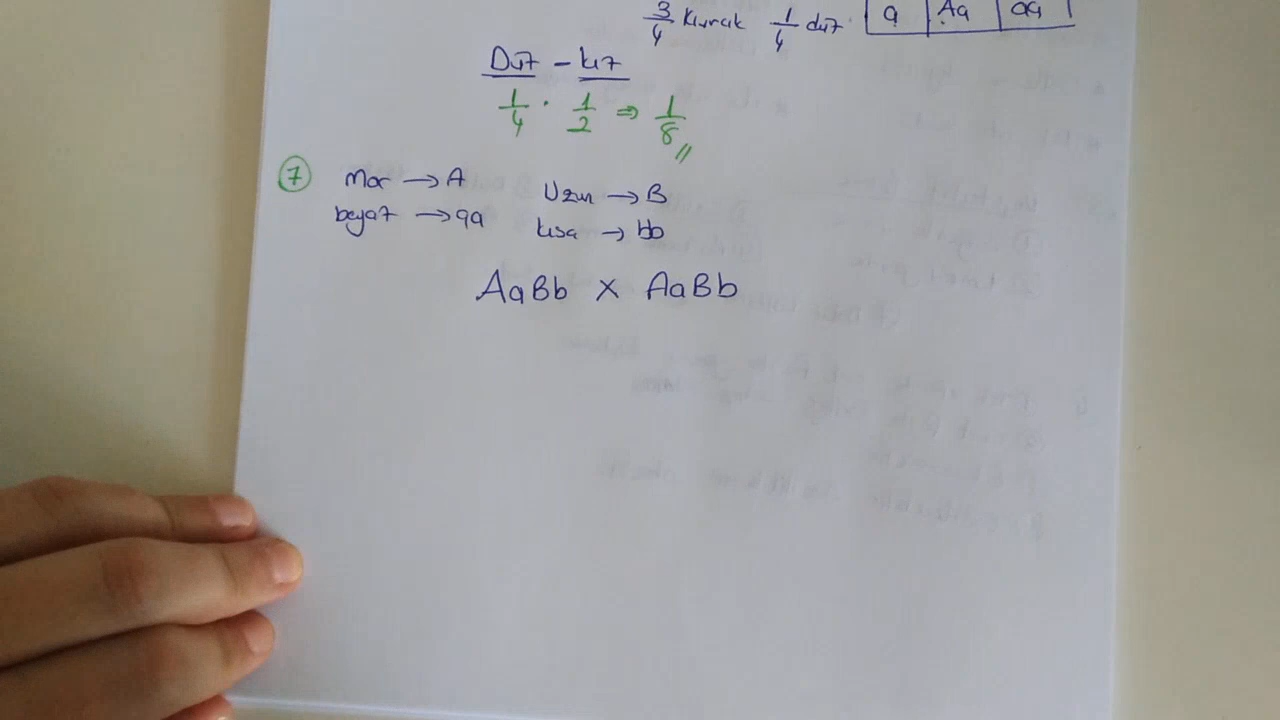 3/4 kıvırcık 1/4 düz a Aa aa
Düz - kız
1/4 . 1/2 ⇒ 1/8 //
7 Mor → A Uzun → B
beyaz → aa kısa → bb
AaBb X AaBb